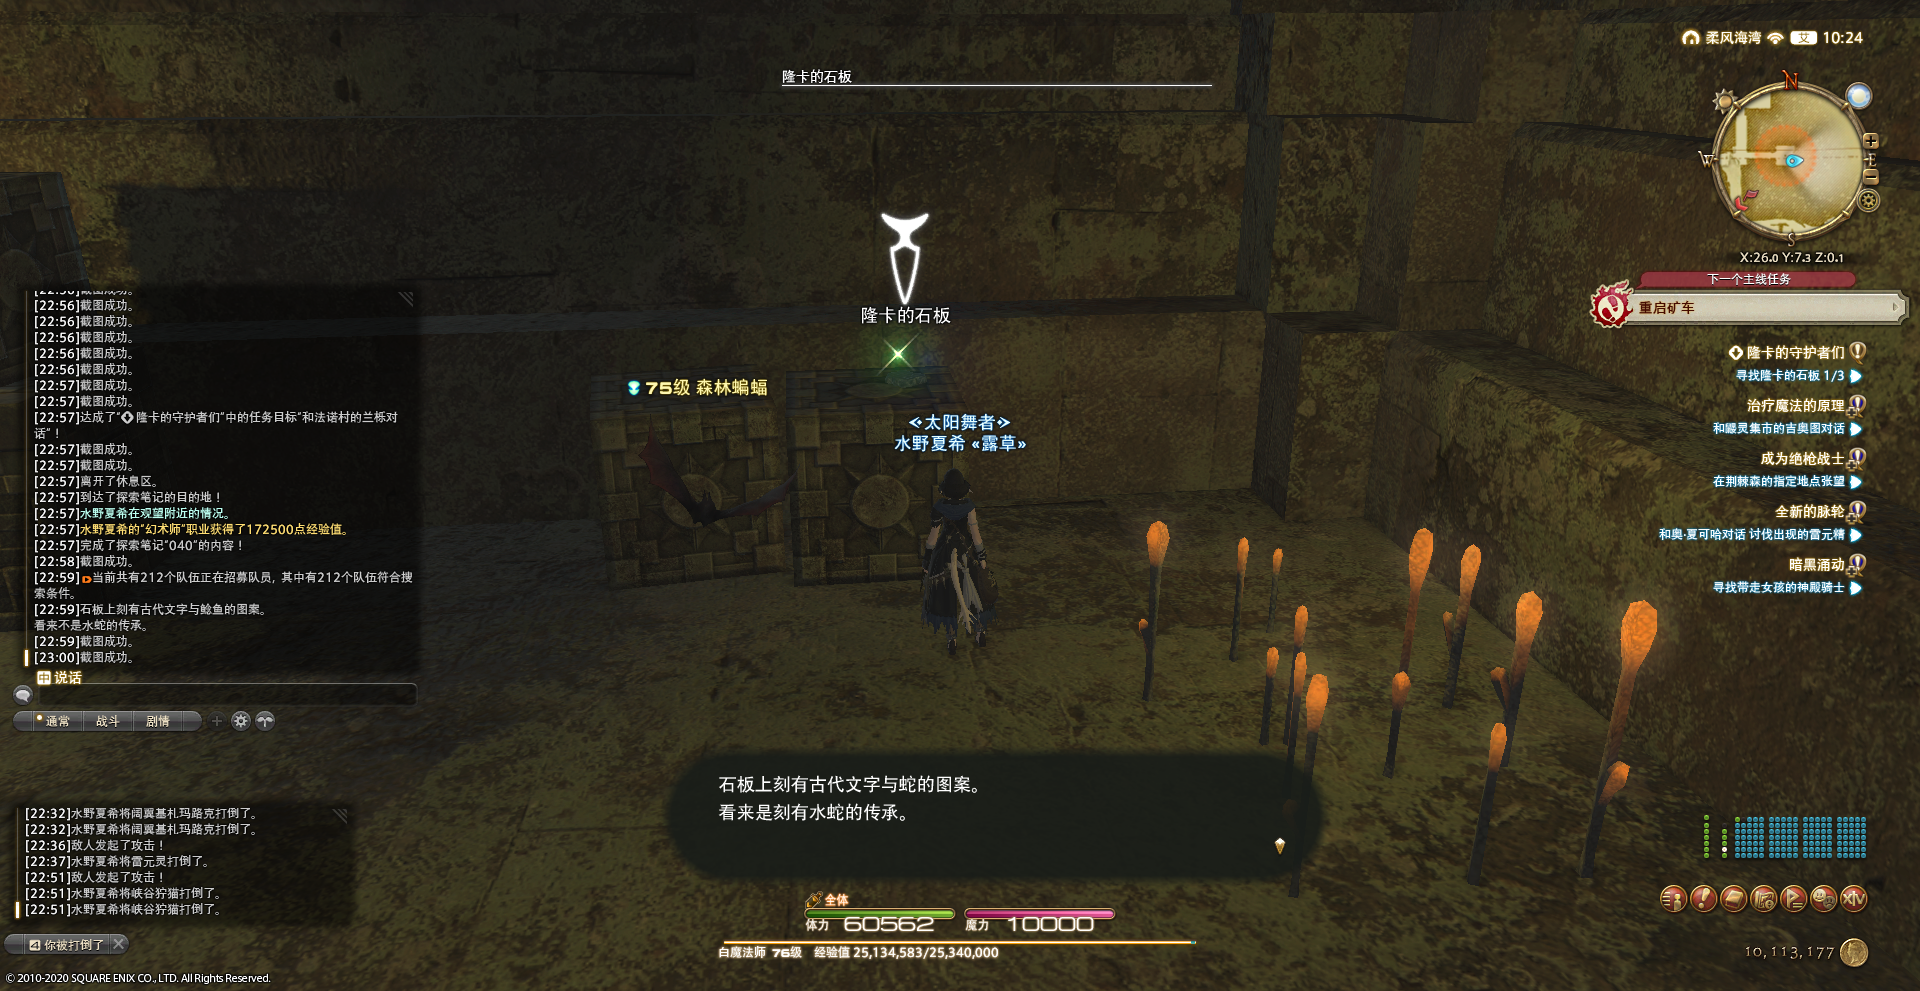 隆卡的石板
柔风海湾 艾 10:24
N
W
E
S
X:26.0 Y:7.3 Z:0.1
下一个主线任务
重启矿车
隆卡的守护者们
寻找隆卡的石板 1/3
治疗魔法的原理
和鼹灵集市的吉奥图对话
成为绝枪战士
在荆棘森的指定地点张望
全新的脉轮
和奥·夏可哈对话 讨伐出现的雷元精
暗黑涌动
寻找带走女孩的神殿骑士
隆卡的石板
75级 森林蝙蝠
太阳舞者
水野夏希 «露草»
[22:56]截图成功。
[22:56]截图成功。
[22:56]截图成功。
[22:56]截图成功。
[22:56]截图成功。
[22:56]截图成功。
[22:57]截图成功。
[22:57]截图成功。
[22:57]达成了“隆卡的守护者们”中的任务目标“和法诺村的兰栎对
话”！
[22:57]截图成功。
[22:57]截图成功。
[22:57]离开了休息区。
[22:57]到达了探索笔记的目的地！
[22:57]水野夏希在观望附近的情况。
[22:57]水野夏希的“幻术师”职业获得了172500点经验值。
[22:57]完成了探索笔记“040”的内容！
[22:58]截图成功。
[22:59]当前共有212个队伍正在招募队员, 其中有212个队伍符合搜
索条件。
[22:59]石板上刻有古代文字与鲶鱼的图案。
看来不是水蛇的传承。
[22:59]截图成功。
[23:00]截图成功。
说话
通常 战斗 剧情
[22:32]水野夏希将阔翼基札玛路克打倒了。
[22:32]水野夏希将阔翼基札玛路克打倒了。
[22:36]敌人发起了攻击！
[22:37]水野夏希将雷元灵打倒了。
[22:51]敌人发起了攻击！
[22:51]水野夏希将峡谷狞猫打倒了。
[22:51]水野夏希将峡谷狞猫打倒了。
4 你被打倒了
石板上刻有古代文字与蛇的图案。
看来是刻有水蛇的传承。
全体
体力 60562 魔力 10000
白魔法师 76级 经验值 25,134,583/25,340,000
XIV
10,113,177
© 2010-2020 SQUARE ENIX CO., LTD. All Rights Reserved.